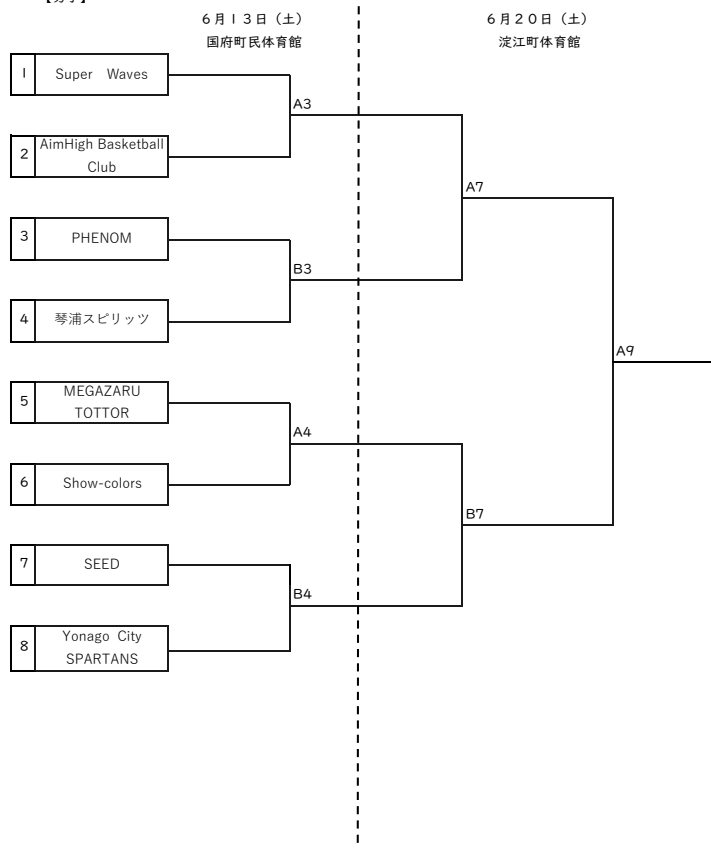 6月13日（土）
国府町民体育館
6月20日（土）
淀江町体育館
1 Super Waves
A3
2 AimHigh Basketball
Club
A7
3 PHENOM
B3
4 琴浦スピリッツ
A9
5 MEGAZARU
TOTTOR
A4
6 Show-colors
B7
7 SEED
B4
8 Yonago City
SPARTANS